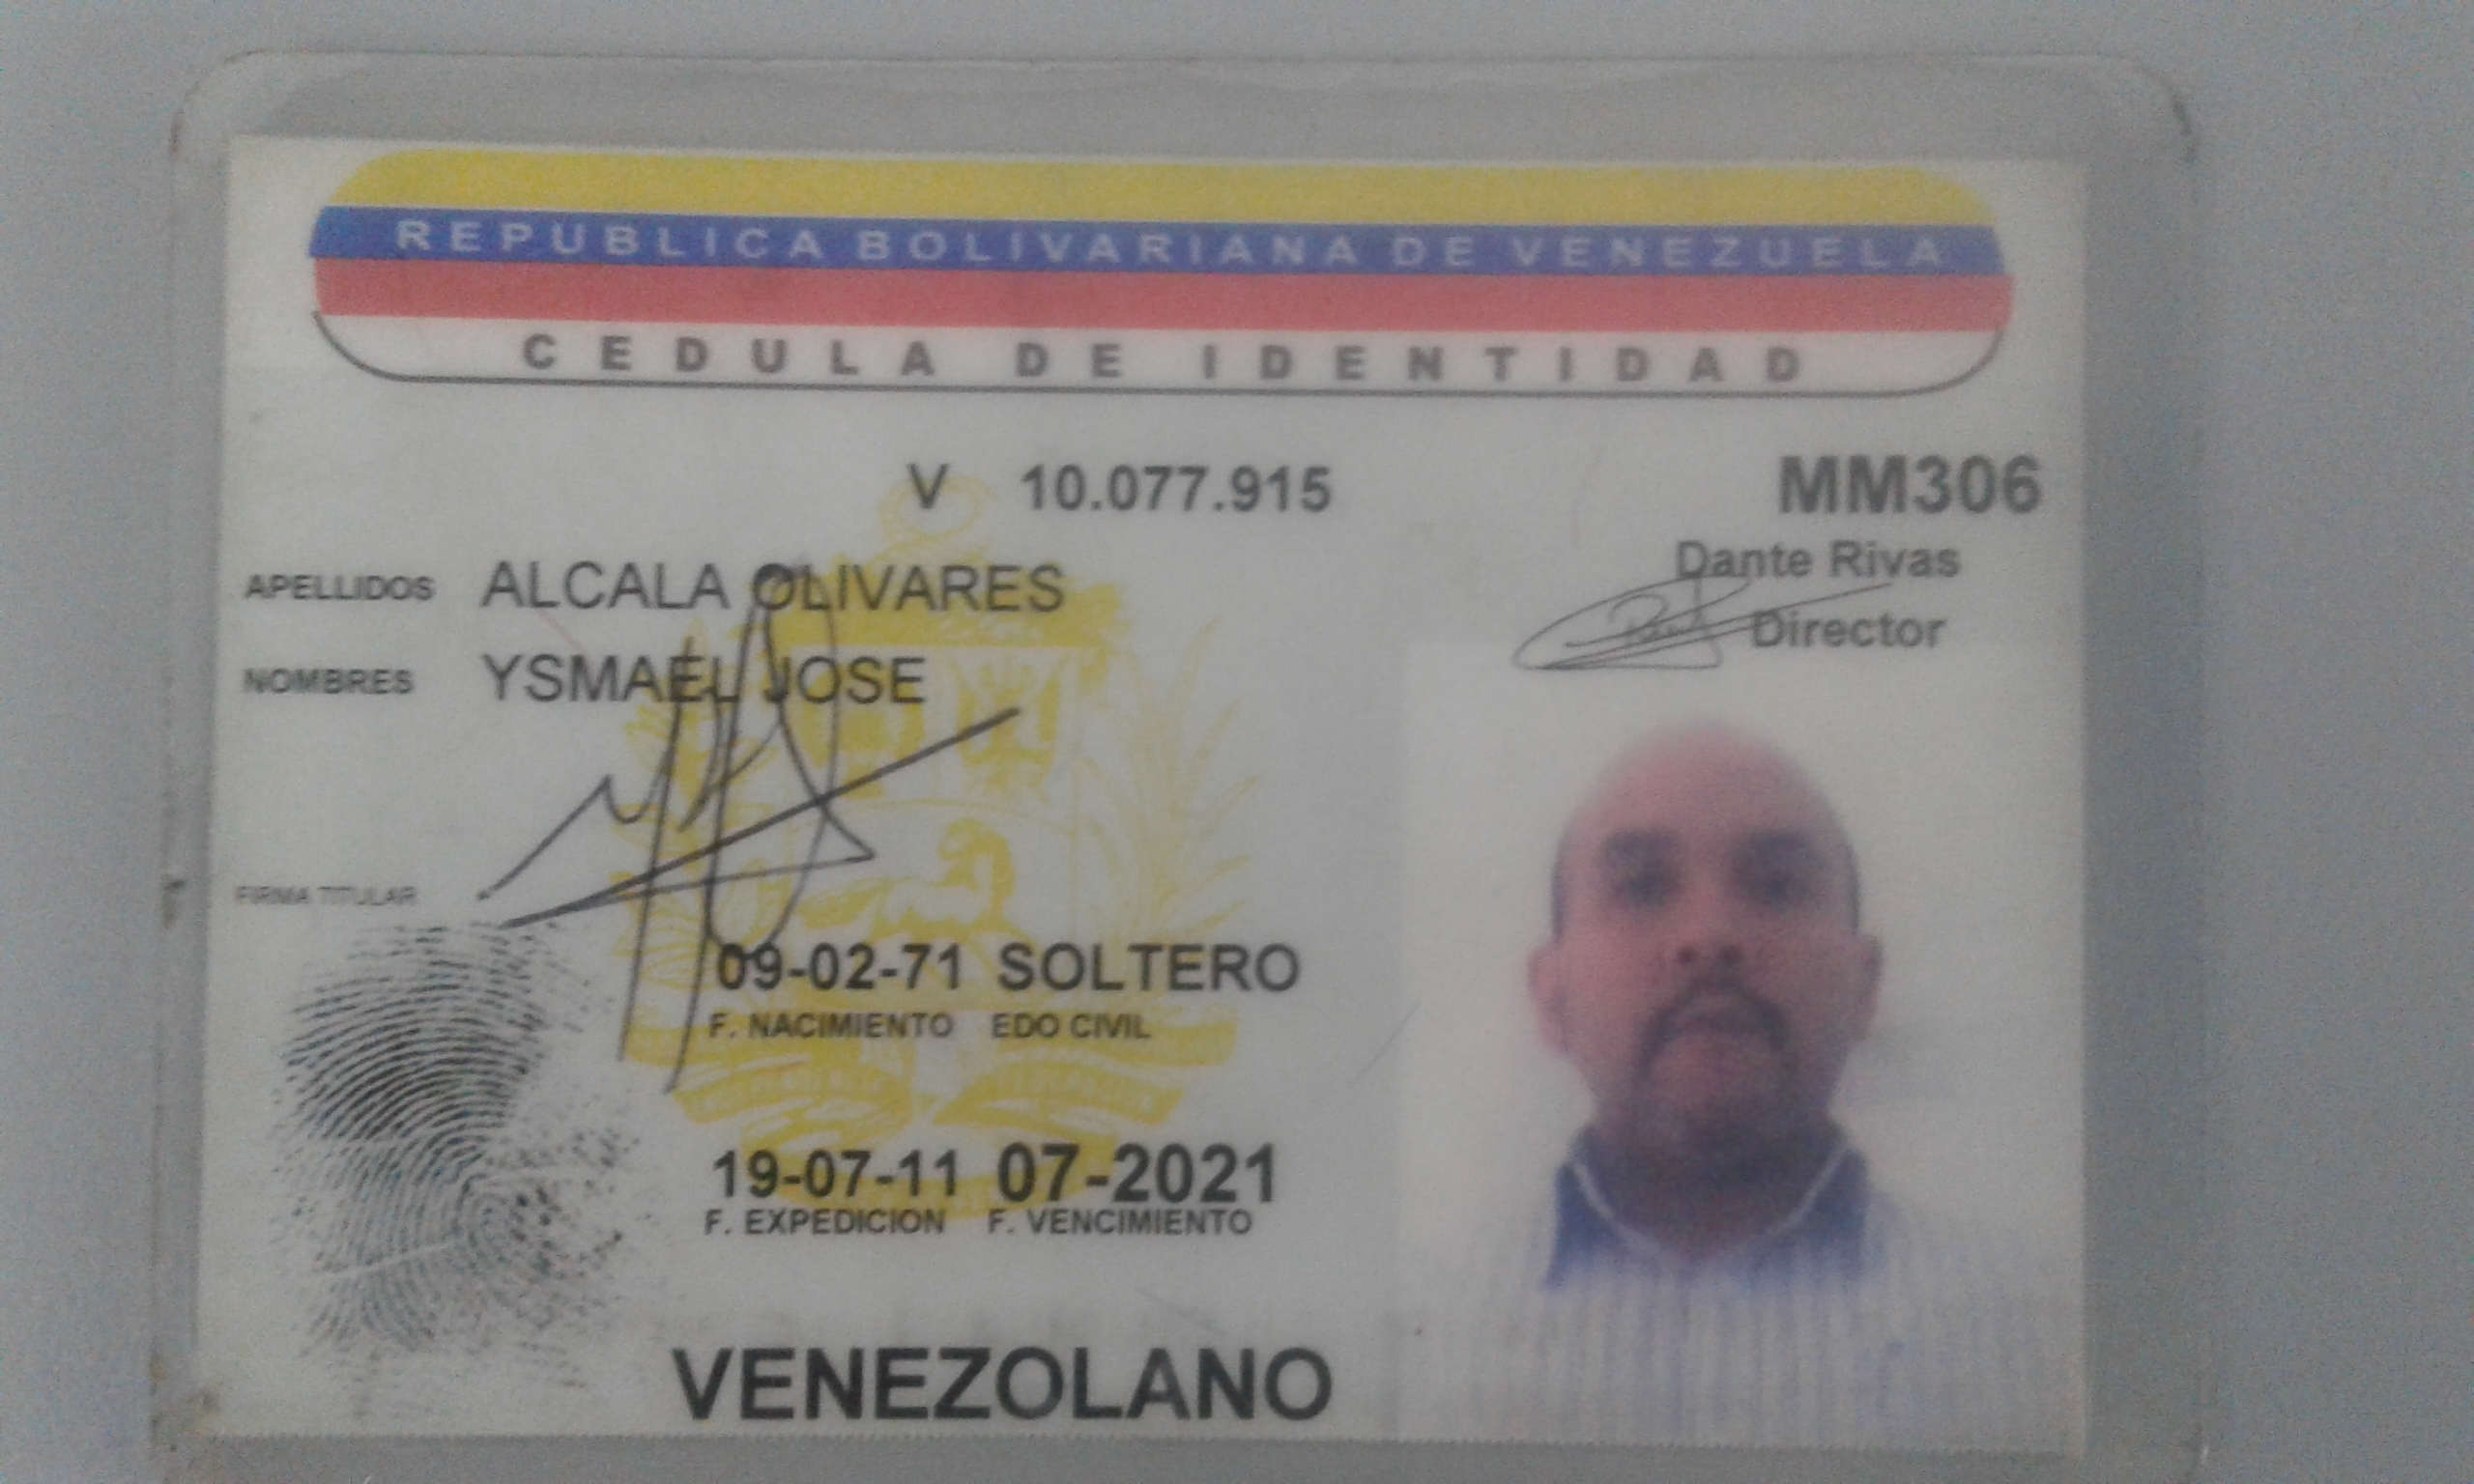 REPUBLICA BOLIVARIANA DE VENEZUELA
CEDULA DE IDENTIDAD
V 10.077.915 MM306
APELLIDOS ALCALA OLIVARES
Dante Rivas
NOMBRES YSMAEL JOSE
Director
FIRMA TITULAR
09-02-71 SOLTERO
F. NACIMIENTO EDO CIVIL
19-07-11 07-2021
F. EXPEDICION F. VENCIMIENTO
VENEZOLANO